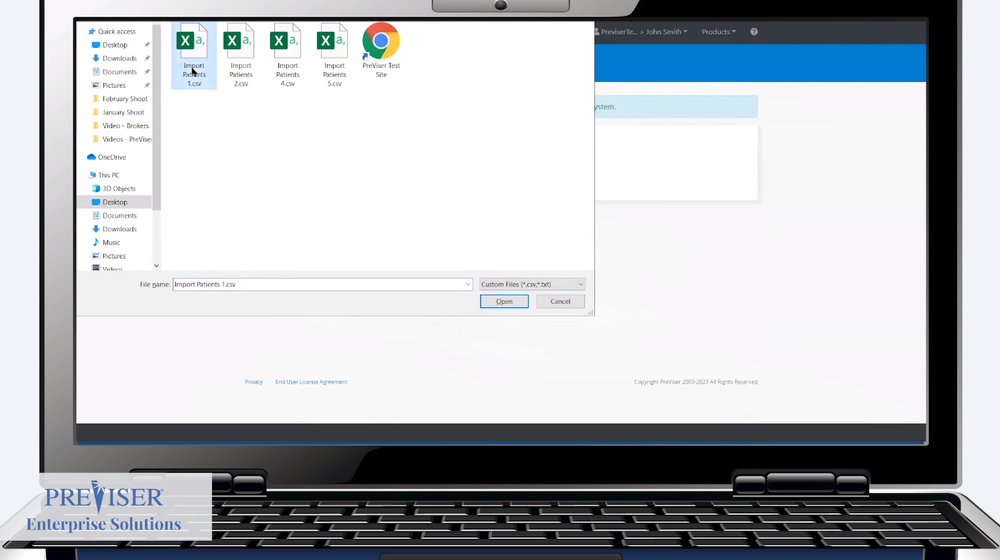 Quick access
Desktop
Downloads
Documents
Pictures
February Shoot
January Shoot
Video - Brokers
Videos - PreViser
OneDrive
This PC
3D Objects
Desktop
Documents
Downloads
Music
Pictures
Videos
Import Patients 1.csv
Import Patients 2.csv
Import Patients 4.csv
Import Patients 5.csv
PreViser Test Site
PreviserTe... > John Smith
Products
?
ystem.
File name:
Import Patients 1.csv
Custom Files (*.csv;*.txt)
Open
Cancel
Privacy
End User License Agreement
Copyright PreViser 2003-2021 All Rights Reserved
PREVISER
Enterprise Solutions